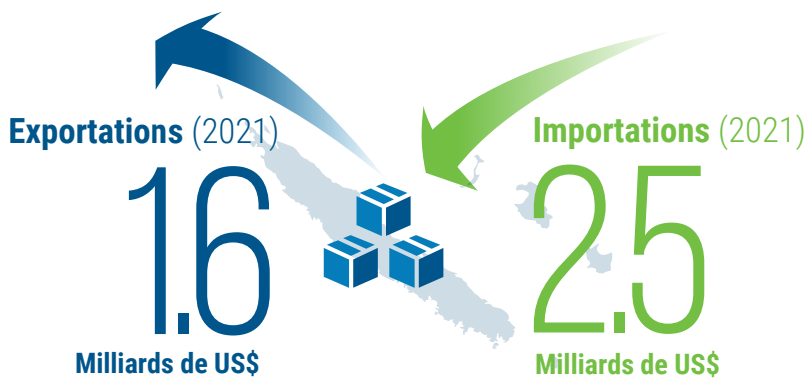 Exportations (2021)
1.6
Milliards de US$
Importations (2021)
2.5
Milliards de US$